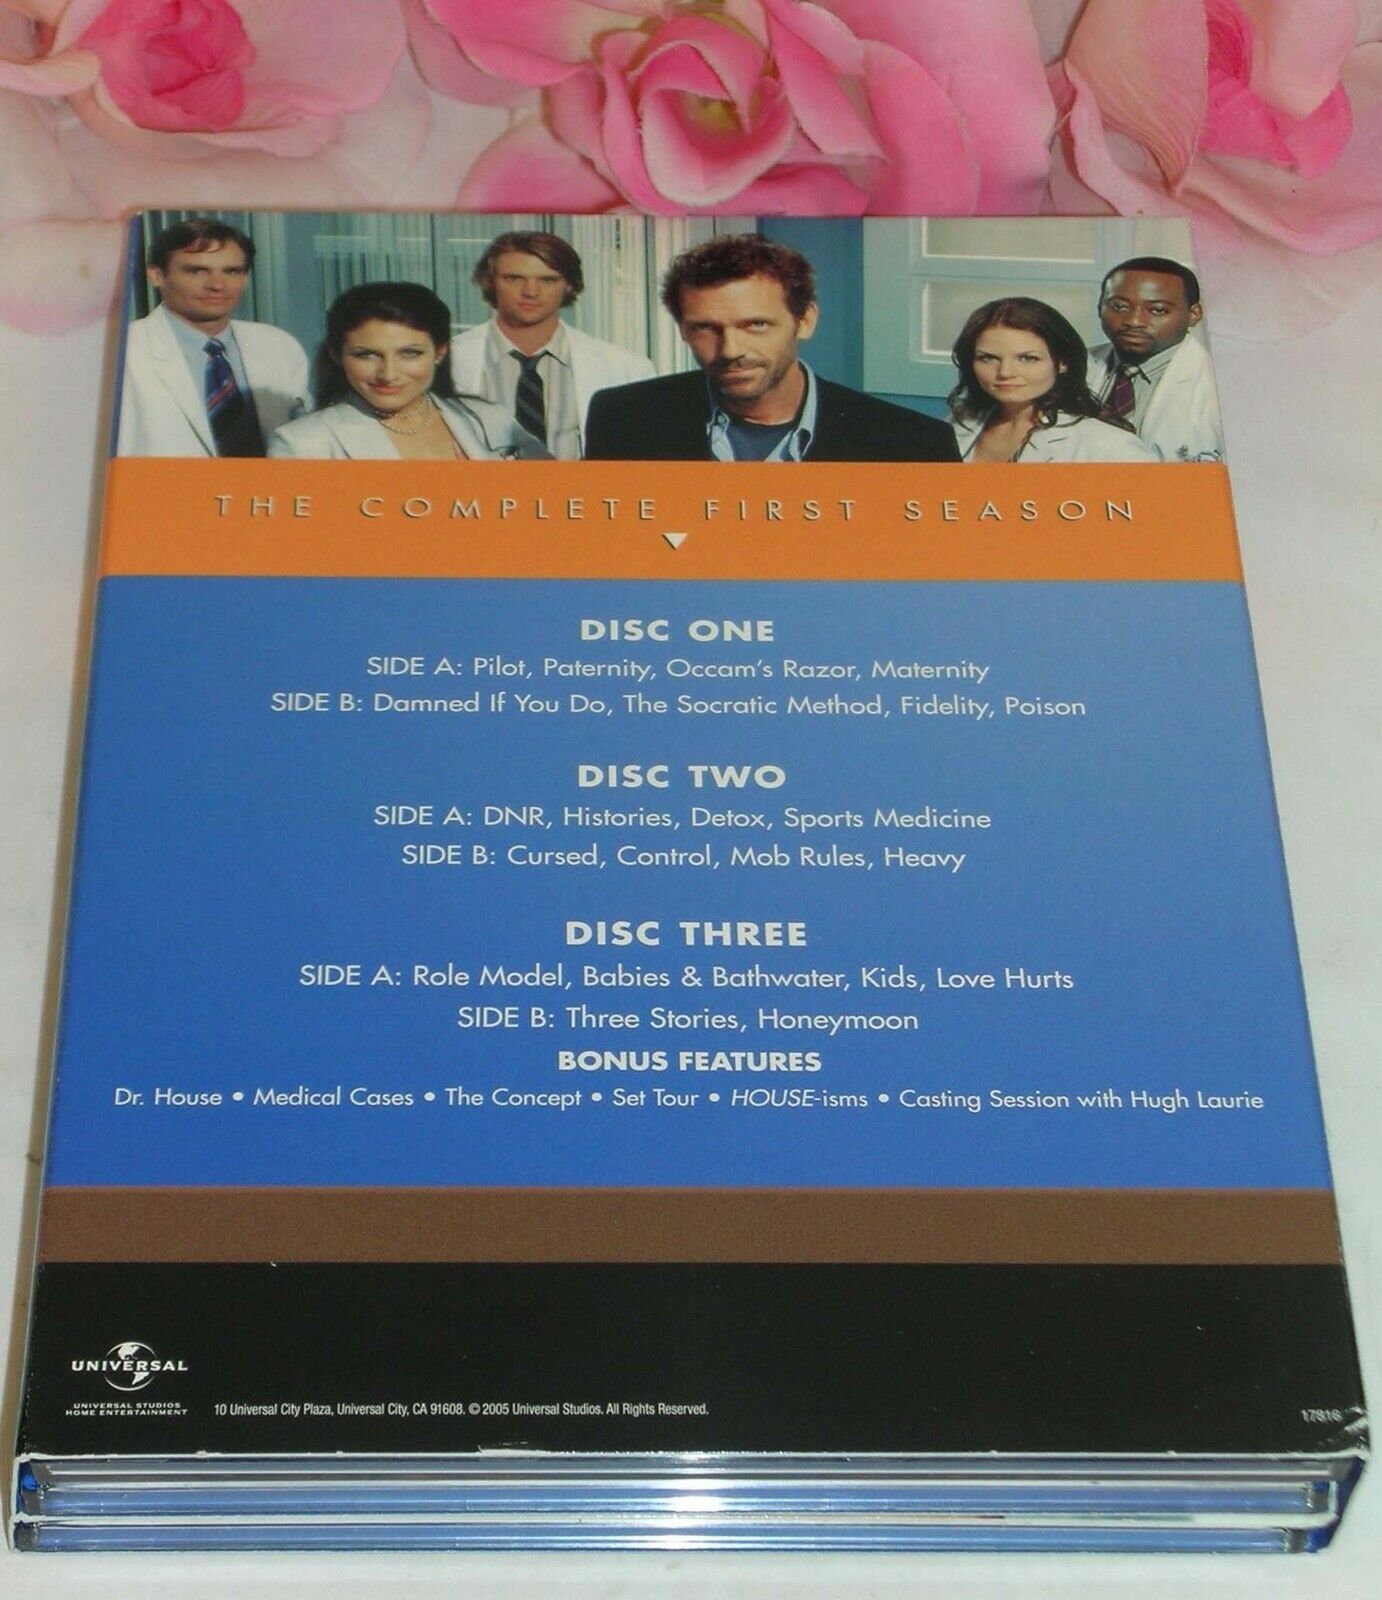 THE COMPLETE FIRST SEASON
DISC ONE
SIDE A: Pilot, Paternity, Occam's Razor, Maternity
SIDE B: Damned If You Do, The Socratic Method, Fidelity, Poison
DISC TWO
SIDE A: DNR, Histories, Detox, Sports Medicine
SIDE B: Cursed, Control, Mob Rules, Heavy
DISC THREE
SIDE A: Role Model, Babies & Bathwater, Kids, Love Hurts
SIDE B: Three Stories, Honeymoon
BONUS FEATURES
Dr. House • Medical Cases • The Concept • Set Tour • HOUSE-isms • Casting Session with Hugh Laurie
UNIVERSAL
UNIVERSAL STUDIOS
HOME ENTERTAINMENT
10 Universal City Plaza, Universal City, CA 91608. © 2005 Universal Studios. All Rights Reserved.
17816